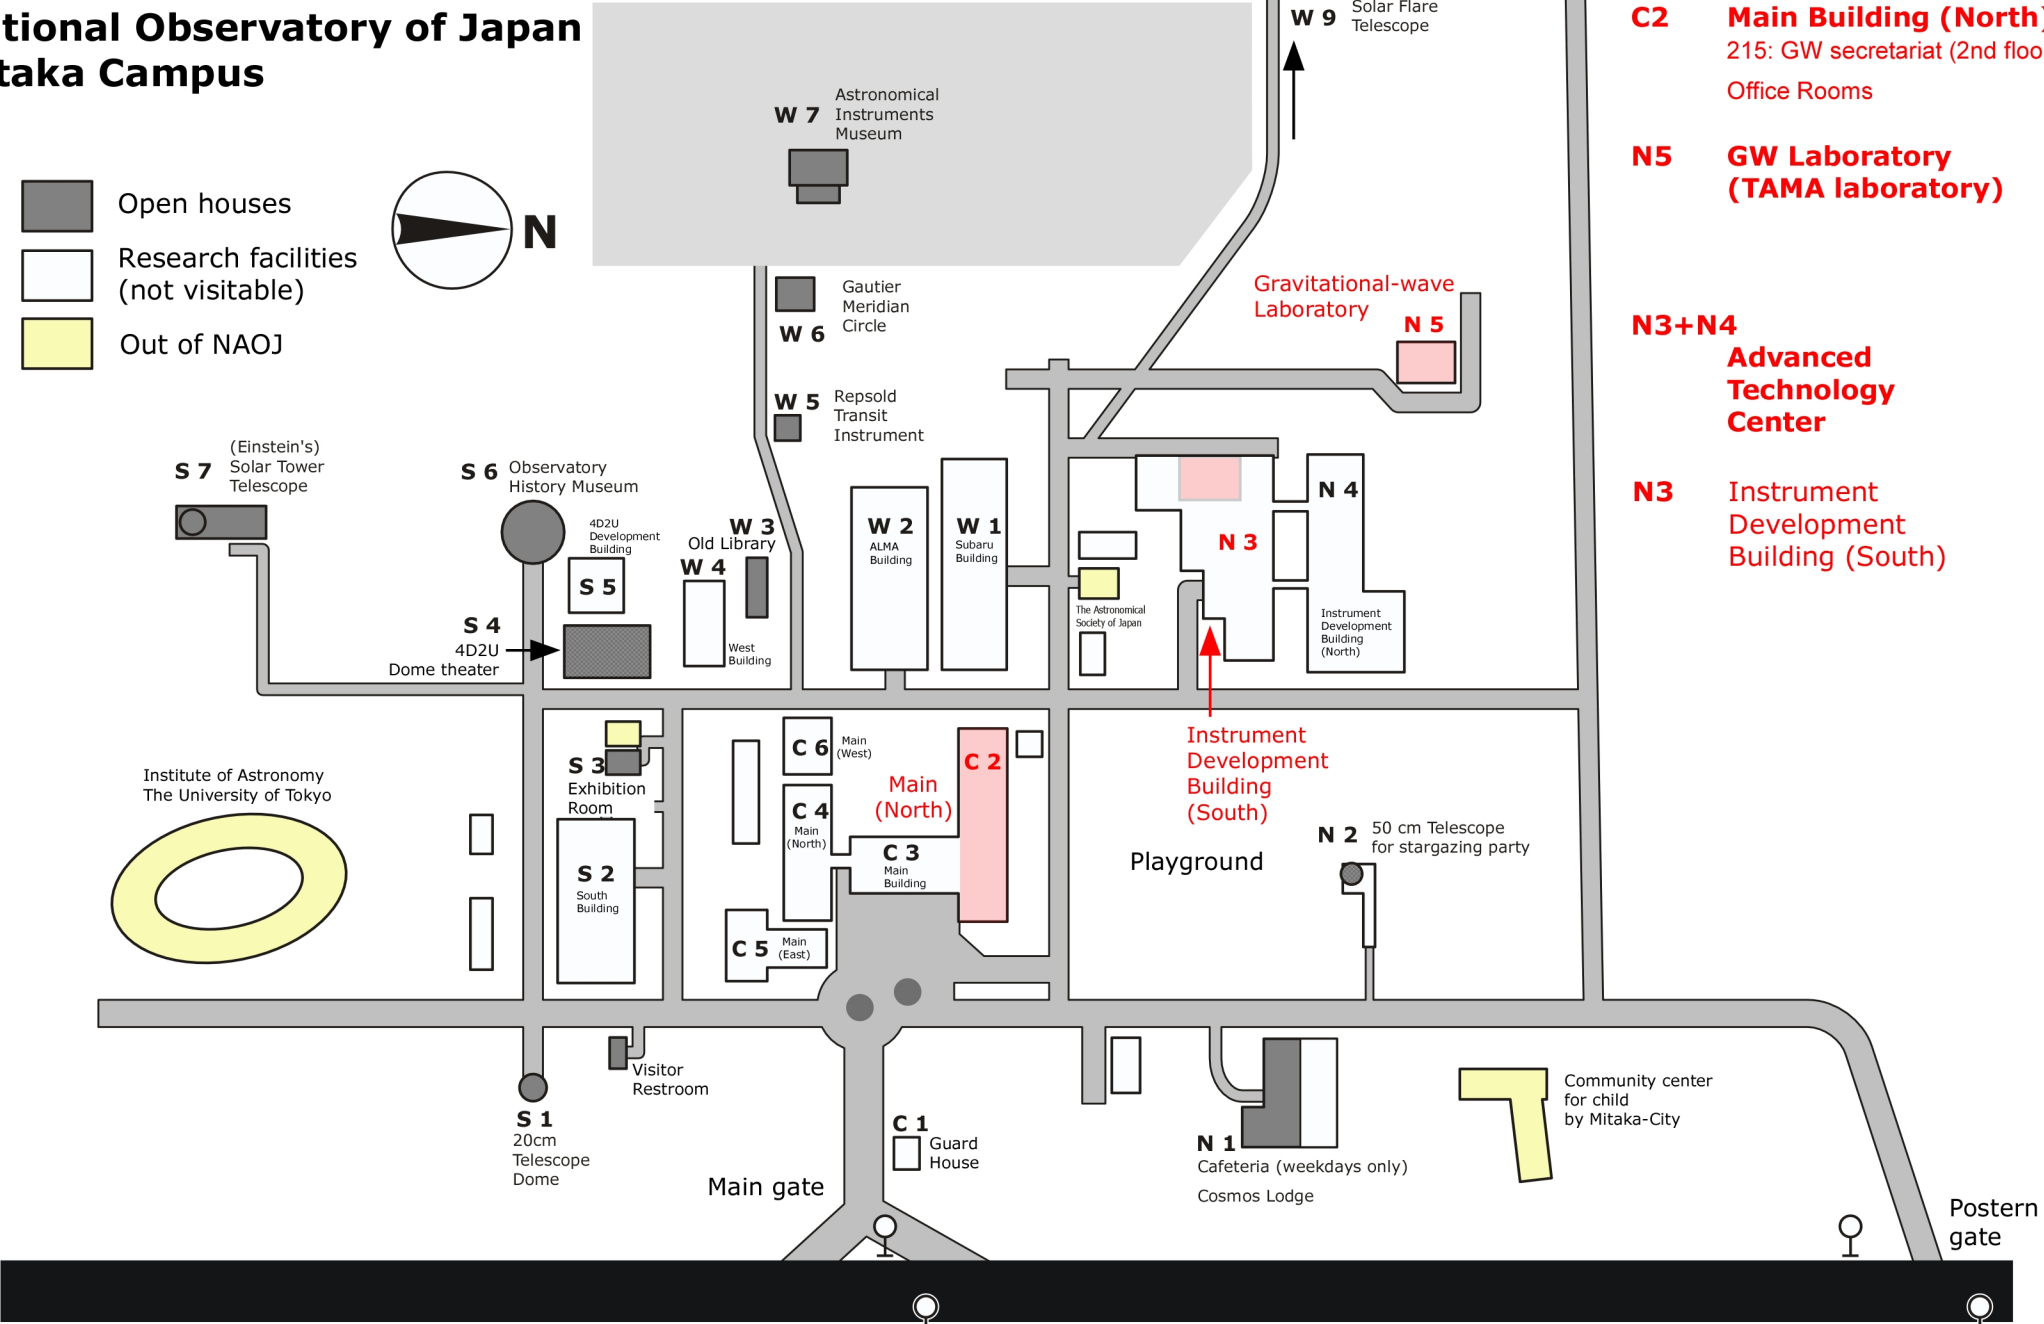 tional Observatory of Japan
taka Campus
Open houses
Research facilities
(not visitable)
Out of NAOJ
N
W 7
Astronomical
Instruments
Museum
W 9
Solar Flare
Telescope
C2
Main Building (North)
215: GW secretariat (2nd floo
Office Rooms
N5
GW Laboratory
(TAMA laboratory)
N3+N4
Advanced
Technology
Center
N3
Instrument
Development
Building (South)
W 6
Gautier
Meridian
Circle
Gravitational-wave
Laboratory
N 5
W 5
Repsold
Transit
Instrument
S 7
(Einstein's)
Solar Tower
Telescope
S 6
Observatory
History Museum
4D2U
Development
Building
S 5
W 3
Old Library
W 4
West
Building
W 2
ALMA
Building
W 1
Subaru
Building
N 3
N 4
Instrument
Development
Building
(North)
The Astronomical
Society of Japan
S 4
4D2U
Dome theater
Institute of Astronomy
The University of Tokyo
S 3
Exhibition
Room
S 2
South
Building
C 6
Main
(West)
C 4
Main
(North)
Main
(North)
C 2
C 3
Main
Building
C 5
Main
(East)
Instrument
Development
Building
(South)
Playground
N 2
50 cm Telescope
for stargazing party
S 1
20cm
Telescope
Dome
Visitor
Restroom
C 1
Guard
House
Main gate
N 1
Cafeteria (weekdays only)
Cosmos Lodge
Community center
for child
by Mitaka-City
Postern
gate